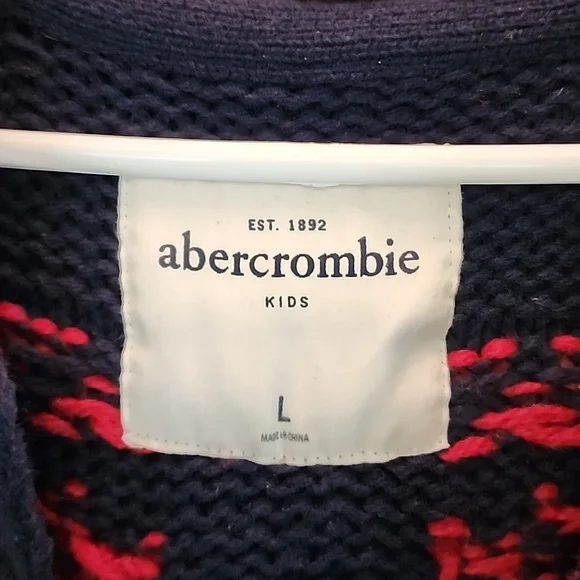 EST. 1892
abercrombie
KIDS
L
MADE IN CHINA